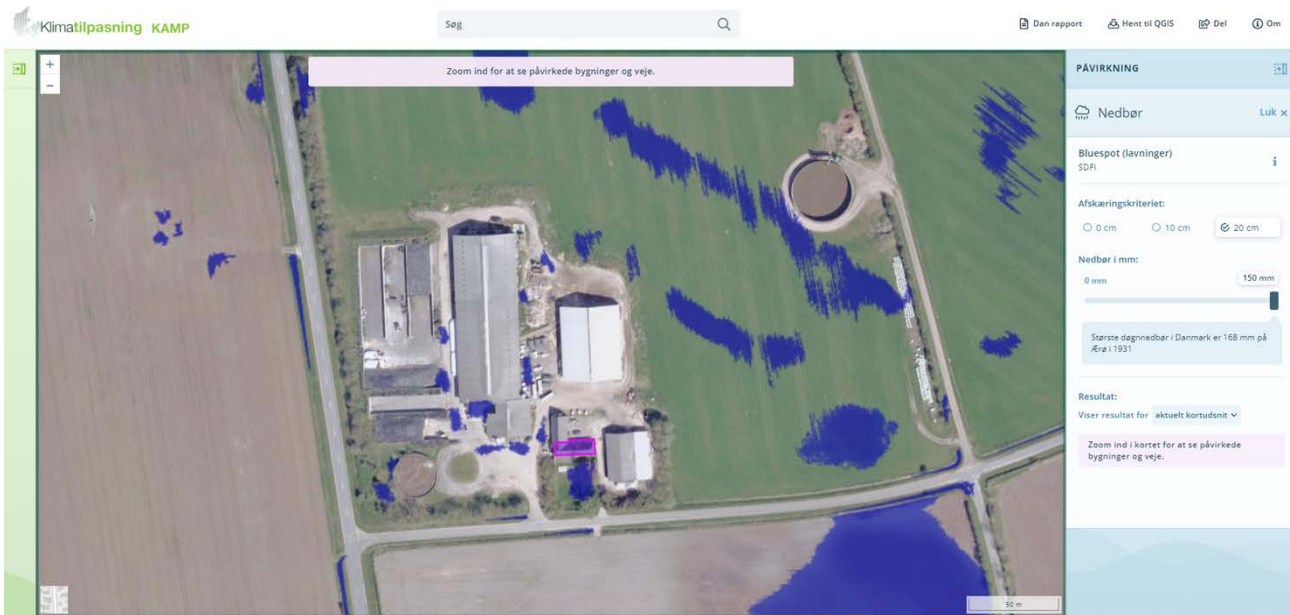 Klimatilpasning KAMP
Søg
Dan rapport
Hent til QGIS
Del
Om
+
−
Zoom ind for at se påvirkede bygninger og veje.
PÅVIRKNING
Nedbør
Luk ×
Bluespot (lavninger)
SDFI
Afskæringskriteriet:
0 cm
10 cm
20 cm
Nedbør i mm:
0 mm
150 mm
Største døgnnedbør i Danmark er 168 mm på
Ærø i 1931
Resultat:
Viser resultat for aktuelt kortudsnit
Zoom ind i kortet for at se påvirkede
bygninger og veje.
50 m